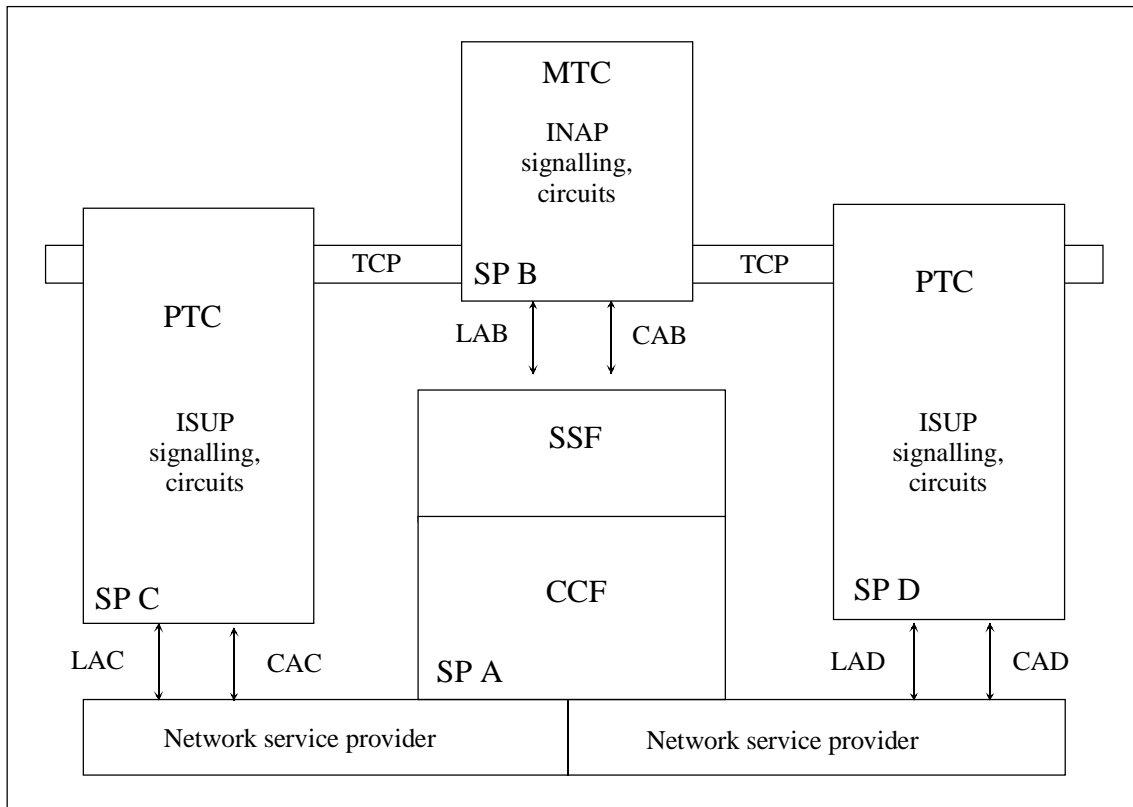 MTC
INAP
signalling,
circuits
SP B
TCP
TCP
PTC
ISUP
signalling,
circuits
SP C
PTC
ISUP
signalling,
circuits
SP D
LAB
CAB
SSF
CCF
SP A
LAC
CAC
LAD
CAD
Network service provider
Network service provider